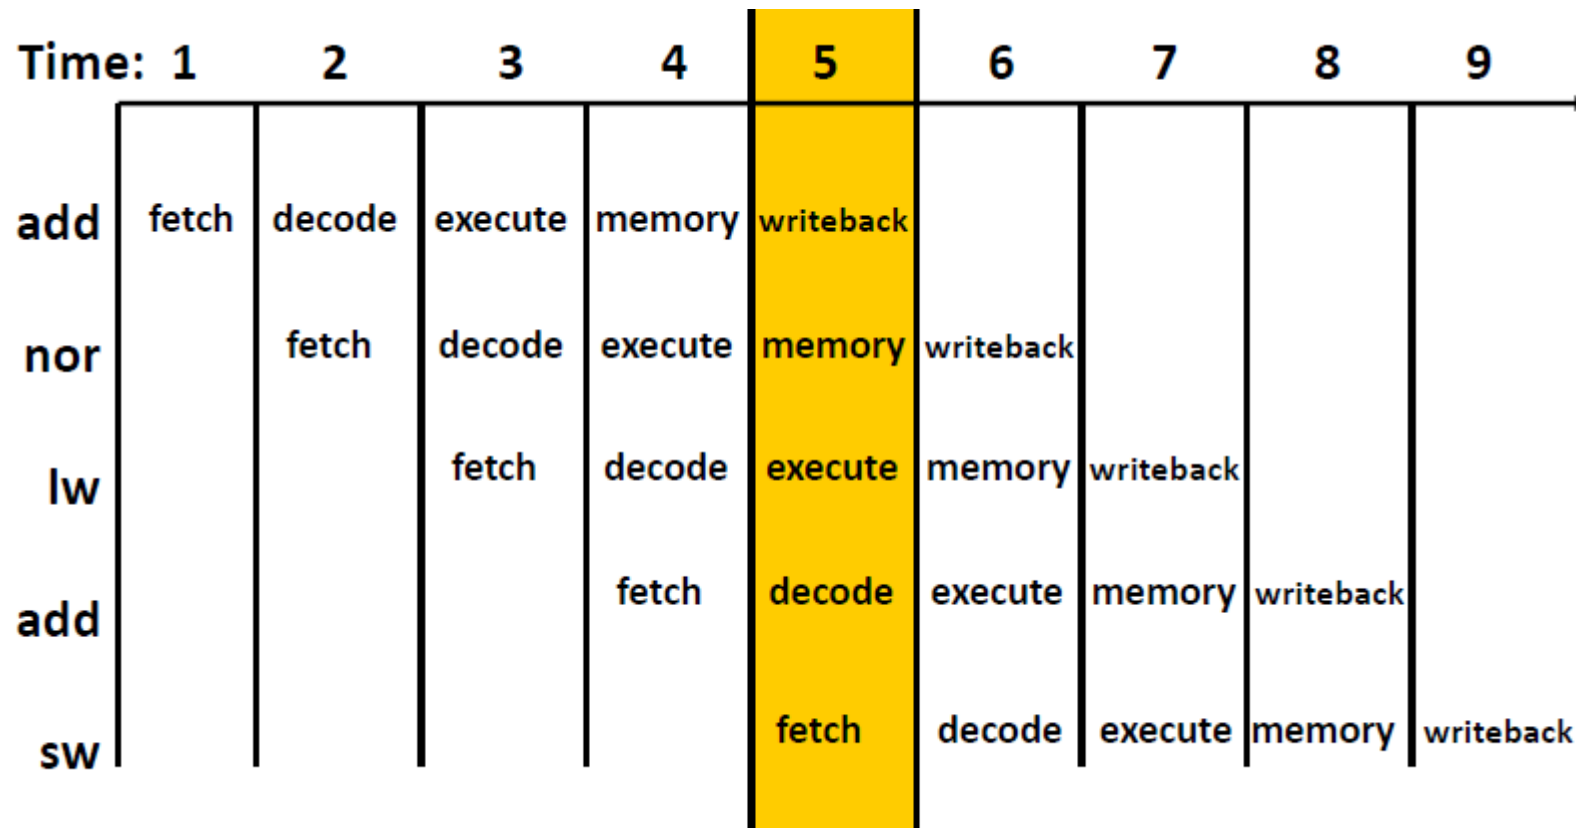 Time: 1 2 3 4 5 6 7 8 9
add fetch decode execute memory writeback
nor fetch decode execute memory writeback
lw fetch decode execute memory writeback
add fetch decode execute memory writeback
sw fetch decode execute memory writeback